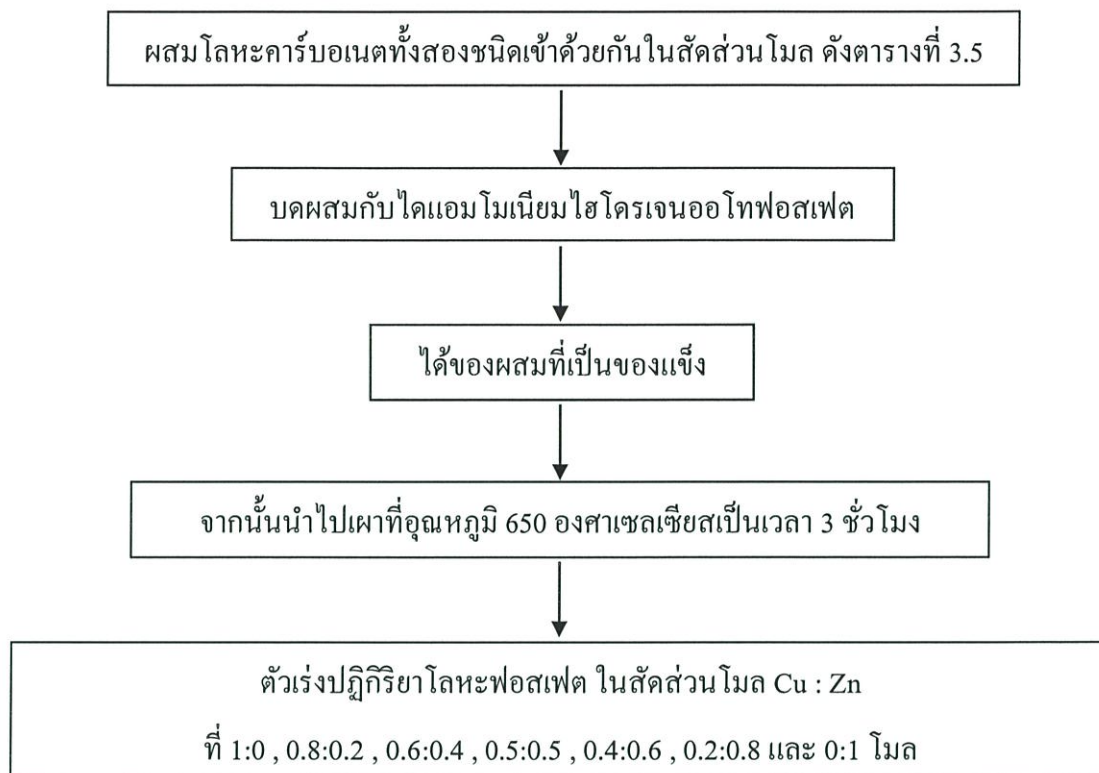 ผสมโลหะคาร์บอเนตทั้งสองชนิดเข้าด้วยกันในสัดส่วนโมล ดังตารางที่ 3.5
บดผสมกับไดแอมโมเนียมไฮโดรเจนออโทฟอสเฟต
ได้ของผสมที่เป็นของแข็ง
จากนั้นนำไปเผาที่อุณหภูมิ 650 องศาเซลเซียสเป็นเวลา 3 ชั่วโมง
ตัวเร่งปฏิกิริยาโลหะฟอสเฟต ในสัดส่วนโมล Cu : Zn
ที่ 1:0 , 0.8:0.2 , 0.6:0.4 , 0.5:0.5 , 0.4:0.6 , 0.2:0.8 และ 0:1 โมล